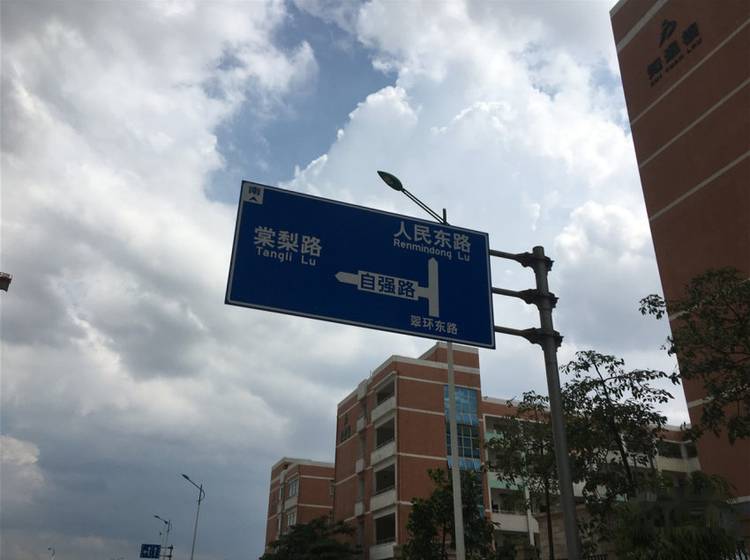 南
人民东路
Renmindong Lu
棠梨路
Tangli Lu
自强路
翠环东路